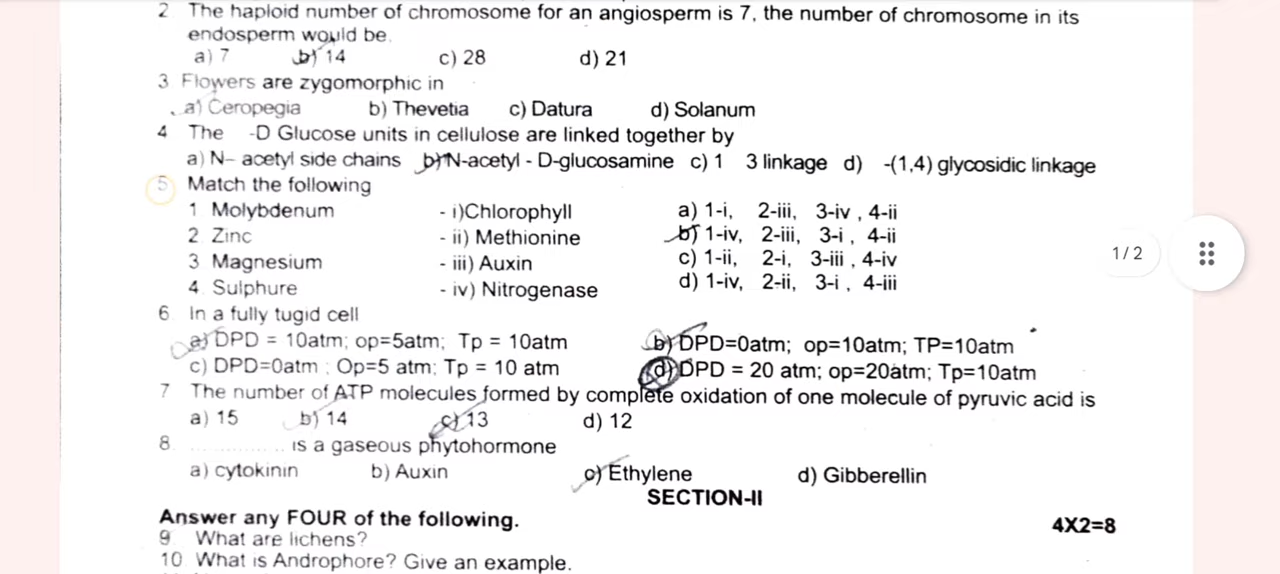 2 The haploid number of chromosome for an angiosperm is 7, the number of chromosome in its
endosperm would be.
a) 7 b) 14 c) 28 d) 21
3 Flowers are zygomorphic in
a) Ceropegia b) Thevetia c) Datura d) Solanum
4 The -D Glucose units in cellulose are linked together by
a) N- acetyl side chains b) N-acetyl - D-glucosamine c) 1 3 linkage d) -(1,4) glycosidic linkage
5 Match the following
1 Molybdenum - i)Chlorophyll a) 1-i, 2-iii, 3-iv , 4-ii
2. Zinc - ii) Methionine b) 1-iv, 2-iii, 3-i , 4-ii
3 Magnesium - iii) Auxin c) 1-ii, 2-i, 3-iii , 4-iv
4. Sulphure - iv) Nitrogenase d) 1-iv, 2-ii, 3-i , 4-iii
6 In a fully tugid cell
a) DPD = 10atm; op=5atm; Tp = 10atm b) DPD=0atm; op=10atm; TP=10atm
c) DPD=0atm ; Op=5 atm; Tp = 10 atm d) DPD = 20 atm; op=20atm; Tp=10atm
7 The number of ATP molecules formed by complete oxidation of one molecule of pyruvic acid is
a) 15 b) 14 c) 13 d) 12
8. .................. is a gaseous phytohormone
a) cytokinin b) Auxin c) Ethylene d) Gibberellin
SECTION-II
Answer any FOUR of the following. 4X2=8
9 What are lichens?
10 What is Androphore? Give an example.
1 / 2